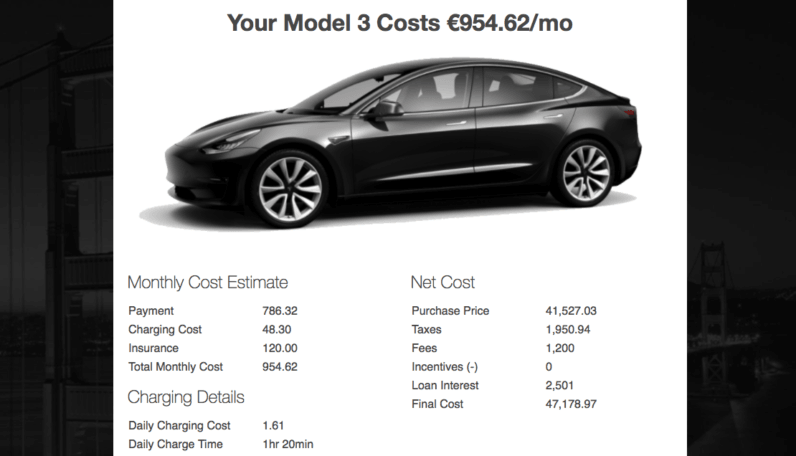 Your Model 3 Costs €954.62/mo
Monthly Cost Estimate
Payment 786.32
Charging Cost 48.30
Insurance 120.00
Total Monthly Cost 954.62
Charging Details
Daily Charging Cost 1.61
Daily Charge Time 1hr 20min
Net Cost
Purchase Price 41,527.03
Taxes 1,950.94
Fees 1,200
Incentives (-) 0
Loan Interest 2,501
Final Cost 47,178.97